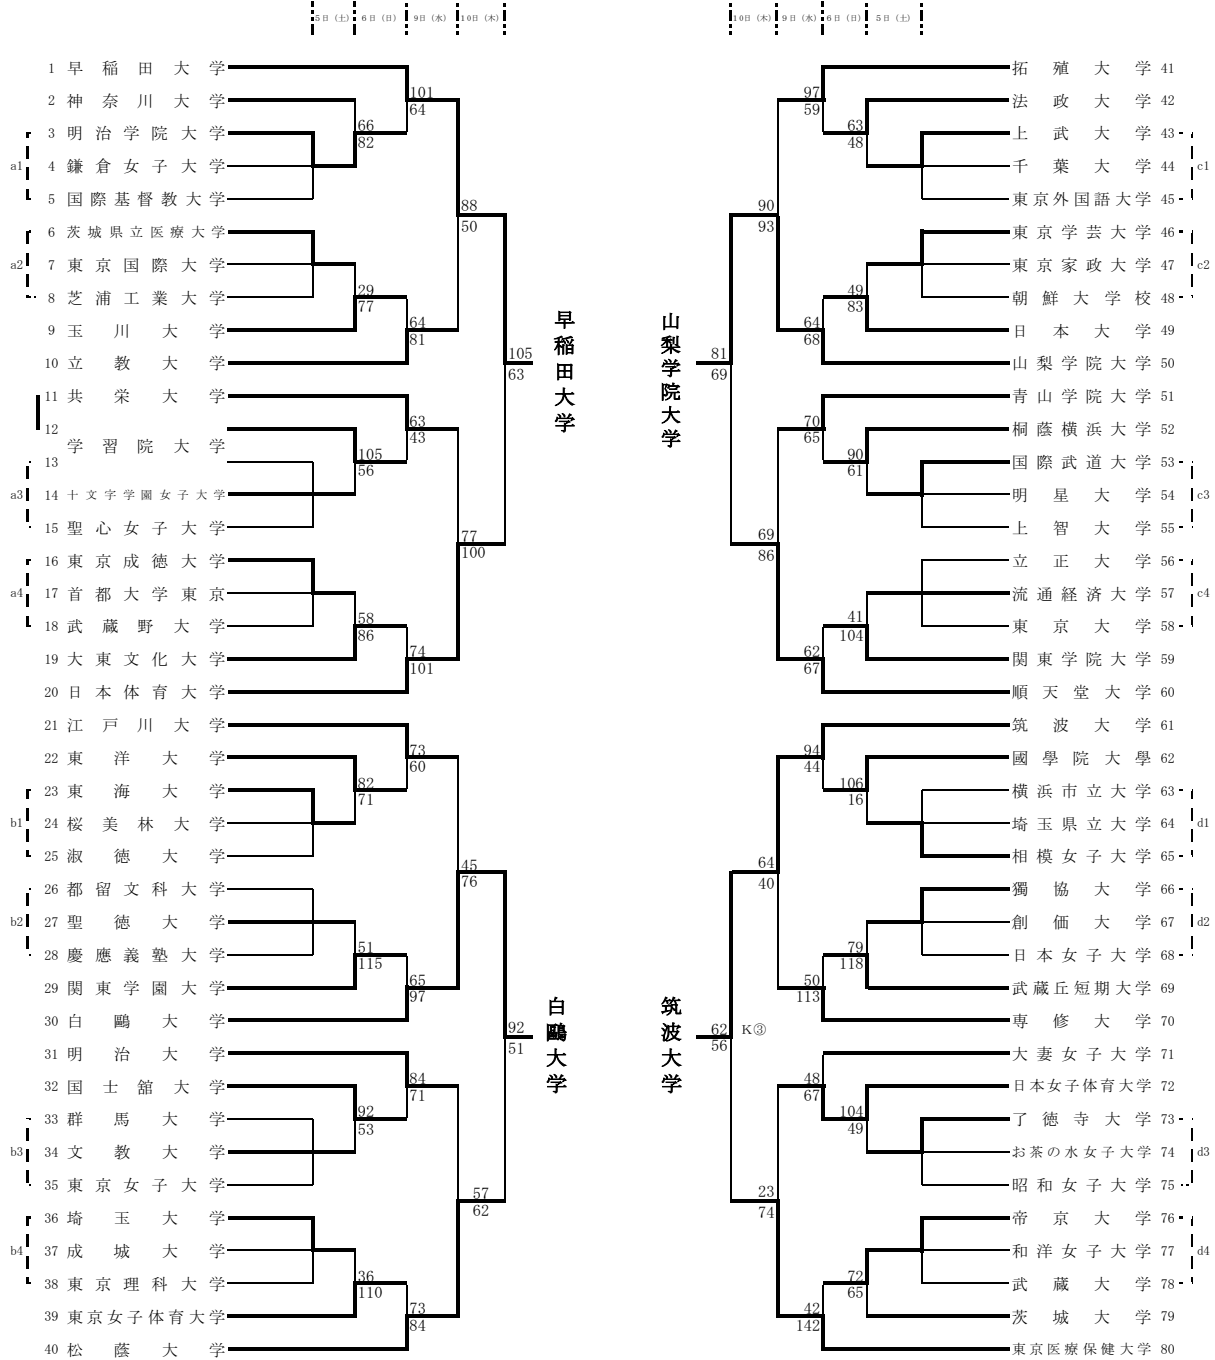 5日（土） 6日（日） 9日（水） 10日（木）
10日（木） 9日（水） 6日（日） 5日（土）
1 早稲田大学
2 神奈川大学
3 明治学院大学
a1 4 鎌倉女子大学
5 国際基督教大学
6 茨城県立医療大学
a2 7 東京国際大学
8 芝浦工業大学
9 玉川大学
10 立教大学
11 共栄大学
12
学習院大学
13
a3 14 十文字学園女子大学
15 聖心女子大学
16 東京成徳大学
a4 17 首都大学東京
18 武蔵野大学
19 大東文化大学
20 日本体育大学
21 江戸川大学
22 東洋大学
23 東海大学
b1 24 桜美林大学
25 淑徳大学
26 都留文科大学
b2 27 聖徳大学
28 慶應義塾大学
29 関東学園大学
30 白鷗大学
31 明治大学
32 国士舘大学
33 群馬大学
b3 34 文教大学
35 東京女子大学
36 埼玉大学
b4 37 成城大学
38 東京理科大学
39 東京女子体育大学
40 松蔭大学
66
82
29
77
105
56
58
86
82
71
51
115
92
53
36
110
101
64
64
81
63
43
74
101
73
60
65
97
84
71
73
84
88
50
77
100
45
76
57
62
105
63
92
51
早稲田大学
白鷗大学
山梨学院大学
筑波大学
81
69
62
56
K③
90
93
69
86
64
40
23
74
97
59
64
68
70
65
62
67
94
44
50
113
48
67
42
142
63
48
49
83
90
61
41
104
106
16
79
118
104
49
72
65
拓殖大学 41
法政大学 42
上武大学 43
千葉大学 44 c1
東京外国語大学 45
東京学芸大学 46
東京家政大学 47 c2
朝鮮大学校 48
日本大学 49
山梨学院大学 50
青山学院大学 51
桐蔭横浜大学 52
国際武道大学 53
明星大学 54 c3
上智大学 55
立正大学 56
流通経済大学 57 c4
東京大学 58
関東学院大学 59
順天堂大学 60
筑波大学 61
國學院大學 62
横浜市立大学 63
埼玉県立大学 64 d1
相模女子大学 65
獨協大学 66
創価大学 67 d2
日本女子大学 68
武蔵丘短期大学 69
専修大学 70
大妻女子大学 71
日本女子体育大学 72
了徳寺大学 73
お茶の水女子大学 74 d3
昭和女子大学 75
帝京大学 76
和洋女子大学 77 d4
武蔵大学 78
茨城大学 79
東京医療保健大学 80